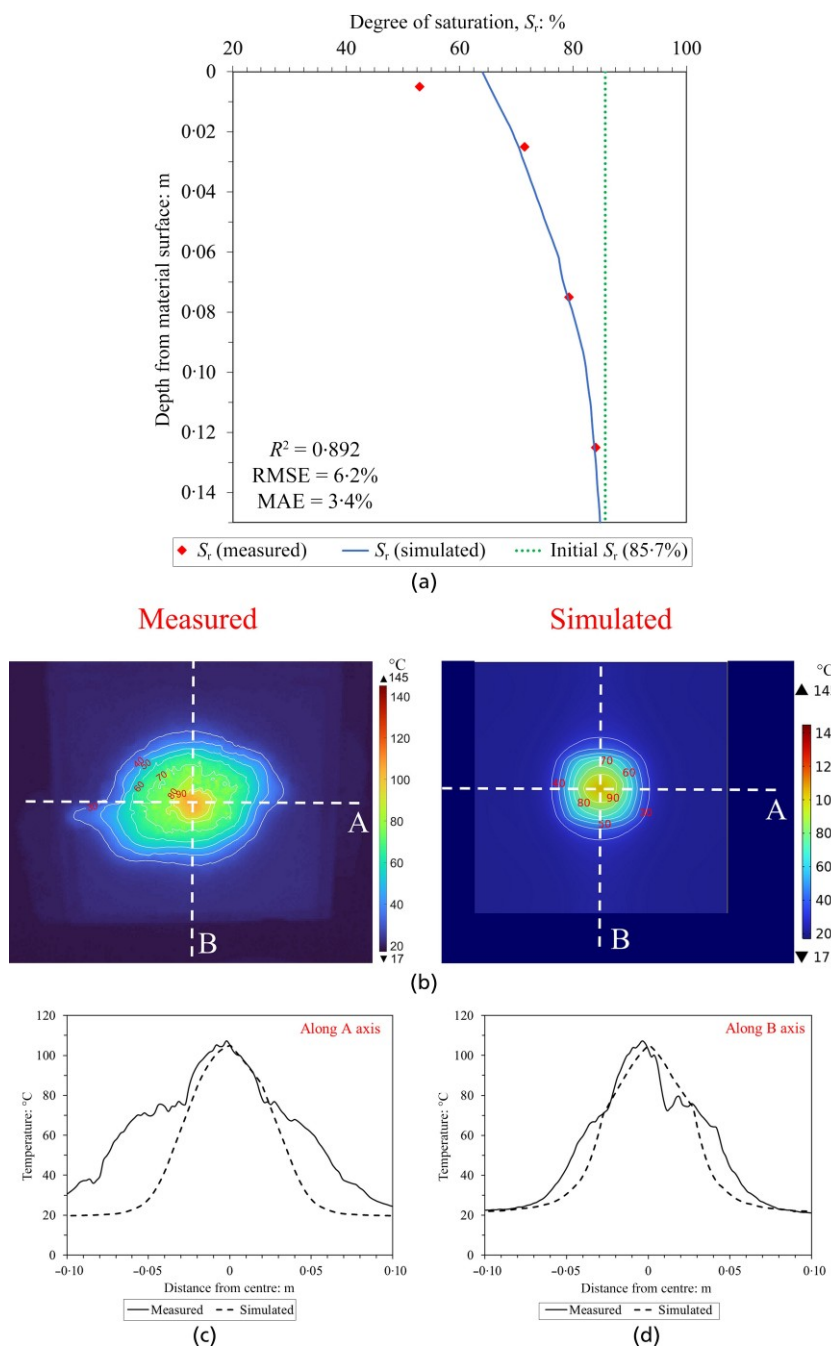 Degree of saturation, Sr: %
20 40 60 80 100
0
0·02
0·04
0·06
0·08
0·10
0·12
0·14
Depth from material surface: m
R² = 0·892
RMSE = 6·2%
MAE = 3·4%
Sr (measured) Sr (simulated) Initial Sr (85·7%)
(a)
Measured Simulated
°C
145
140
120
100
80
60
40
20
17
50
70
60
80 90
A
B
°C
14
14
12
10
80
60
40
20
17
70
60
80
90
A
B
(b)
Along A axis
120
100
80
60
40
20
0
Temperature: °C
–0·10 –0·05 0 0·05 0·10
Distance from centre: m
Measured Simulated
(c)
Along B axis
120
100
80
60
40
20
0
Temperature: °C
–0·10 –0·05 0 0·05 0·10
Distance from centre: m
Measured Simulated
(d)